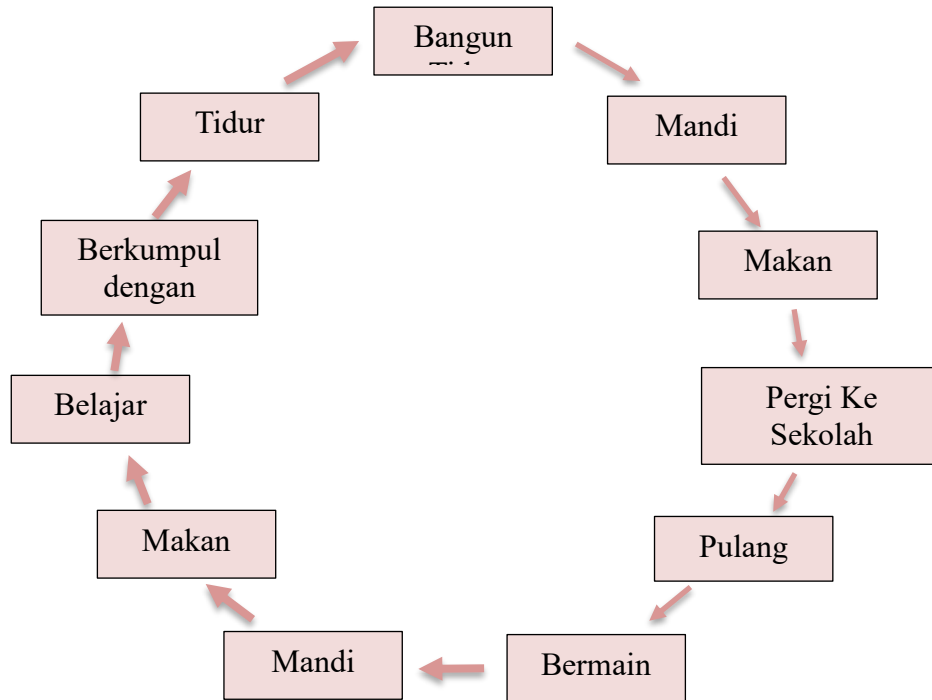 Bangun
Mandi
Makan
Pergi Ke
Sekolah
Pulang
Bermain
Mandi
Makan
Belajar
Berkumpul
dengan
Tidur